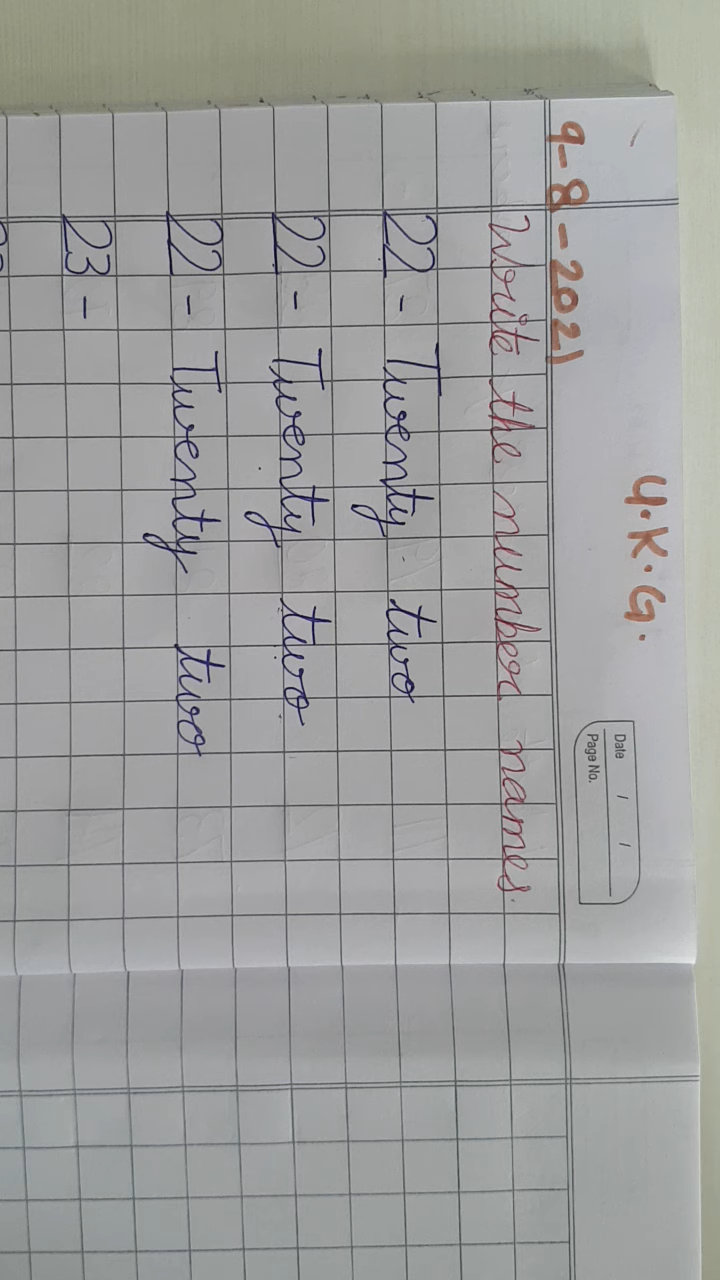 U.K.G.
9-8-2021
Date / /
Page No.
Write the number names.
22 - Twenty two
22 - Twenty two
22 - Twenty two
23 -